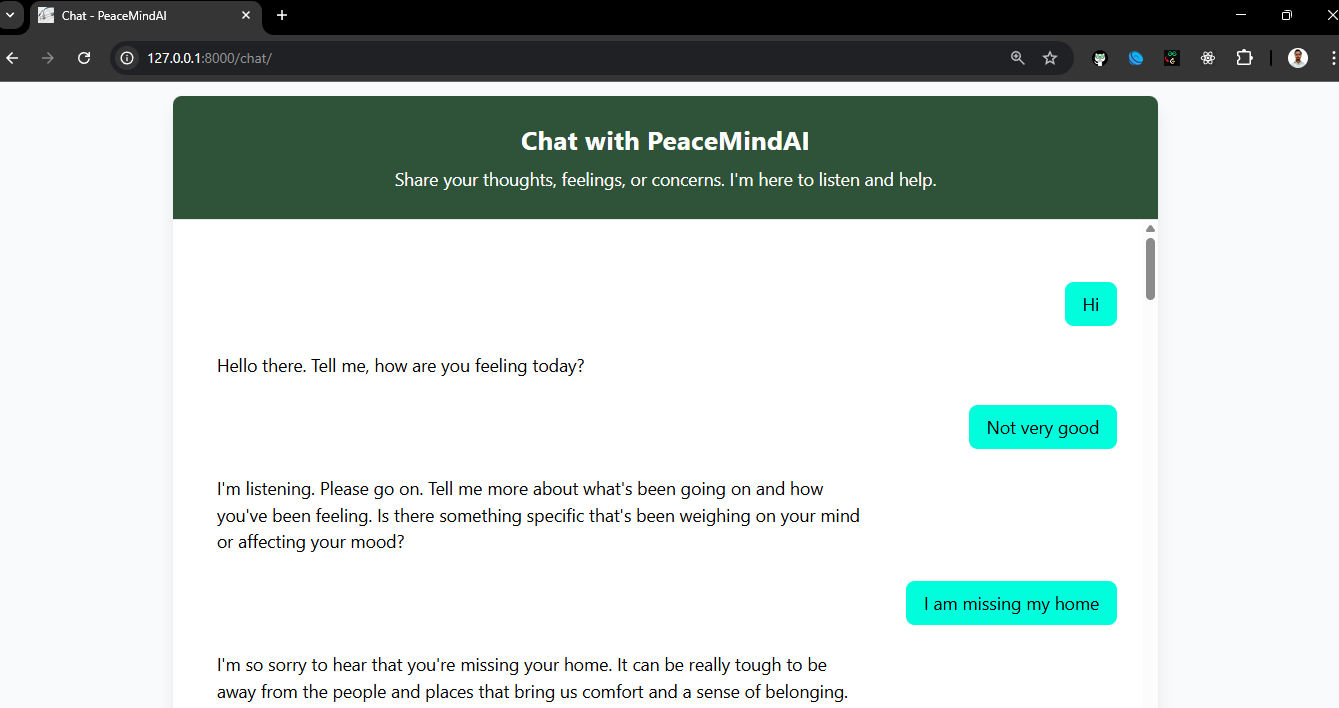 Chat - PeaceMindAI
127.0.0.1:8000/chat/
Chat with PeaceMindAI
Share your thoughts, feelings, or concerns. I'm here to listen and help.
Hi
Hello there. Tell me, how are you feeling today?
Not very good
I'm listening. Please go on. Tell me more about what's been going on and how
you've been feeling. Is there something specific that's been weighing on your mind
or affecting your mood?
I am missing my home
I'm so sorry to hear that you're missing your home. It can be really tough to be
away from the people and places that bring us comfort and a sense of belonging.